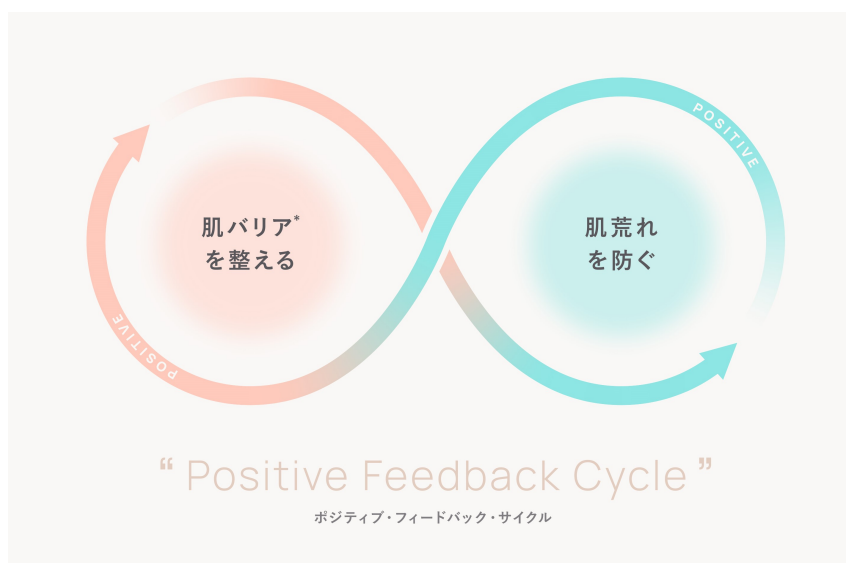 肌バリア*
を整える
肌荒れ
を防ぐ
POSITIVE
POSITIVE
“ Positive Feedback Cycle ”
ポジティブ・フィードバック・サイクル